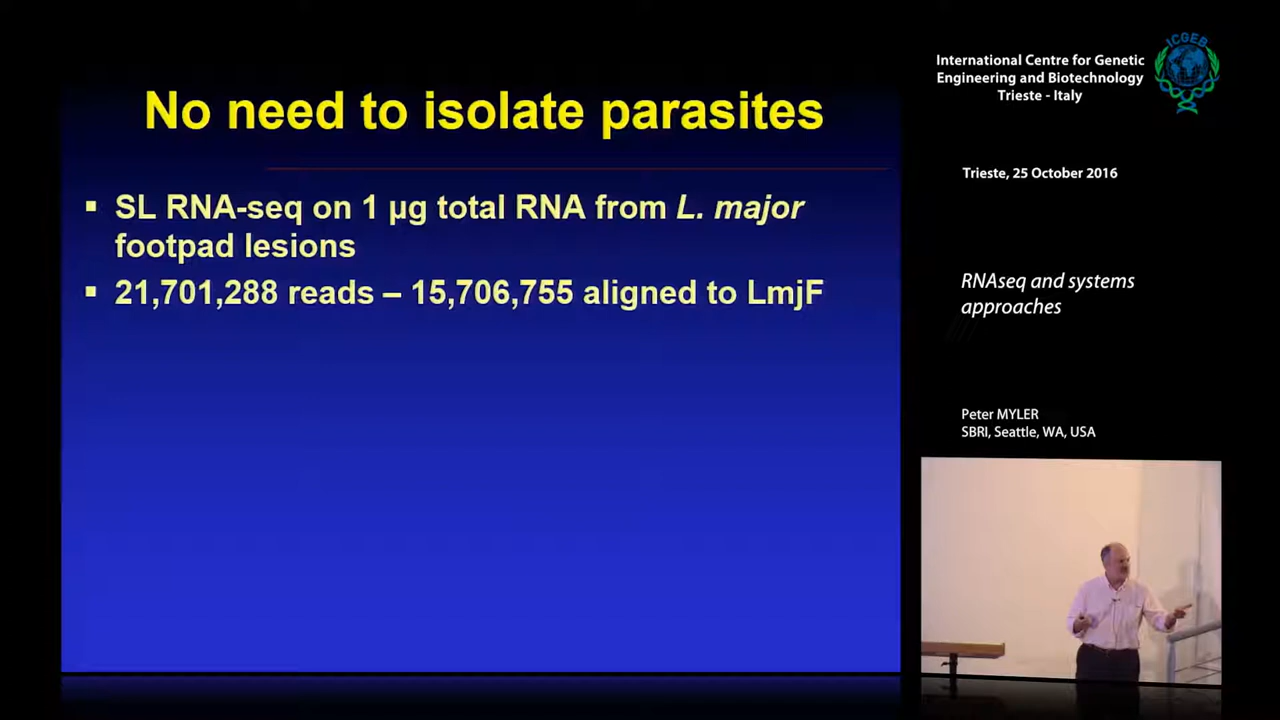 No need to isolate parasites
▪ SL RNA-seq on 1 µg total RNA from L. major
footpad lesions
▪ 21,701,288 reads – 15,706,755 aligned to LmjF
ICGEB
International Centre for Genetic
Engineering and Biotechnology
Trieste - Italy
Trieste, 25 October 2016
RNAseq and systems
approaches
Peter MYLER
SBRI, Seattle, WA, USA